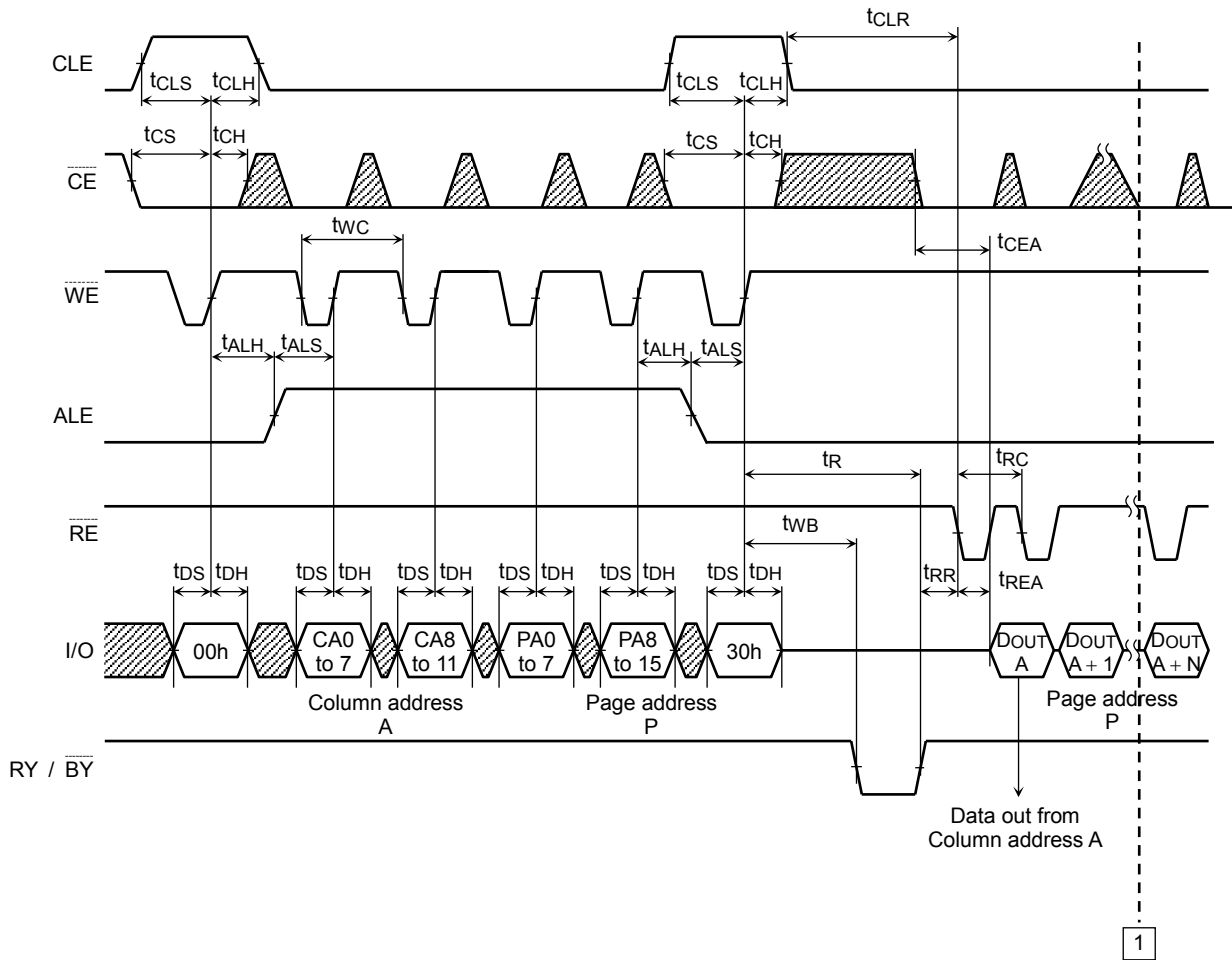 tCLR
CLE
tCLS tCLH tCLS tCLH
tCS tCH tCS tCH
CE
tWC
tCEA
WE
tALH tALS tALH tALS
ALE
tR tRC
RE
tWB
tDS tDH tDS tDH tDS tDH tDS tDH tDS tDH tDS tDH tRR tREA
I/O 00h CA0 to 7 CA8 to 11 PA0 to 7 PA8 to 15 30h DOUT A DOUT A + 1 DOUT A + N
Column address A
Page address P
Page address P
RY / BY
Data out from
Column address A
1